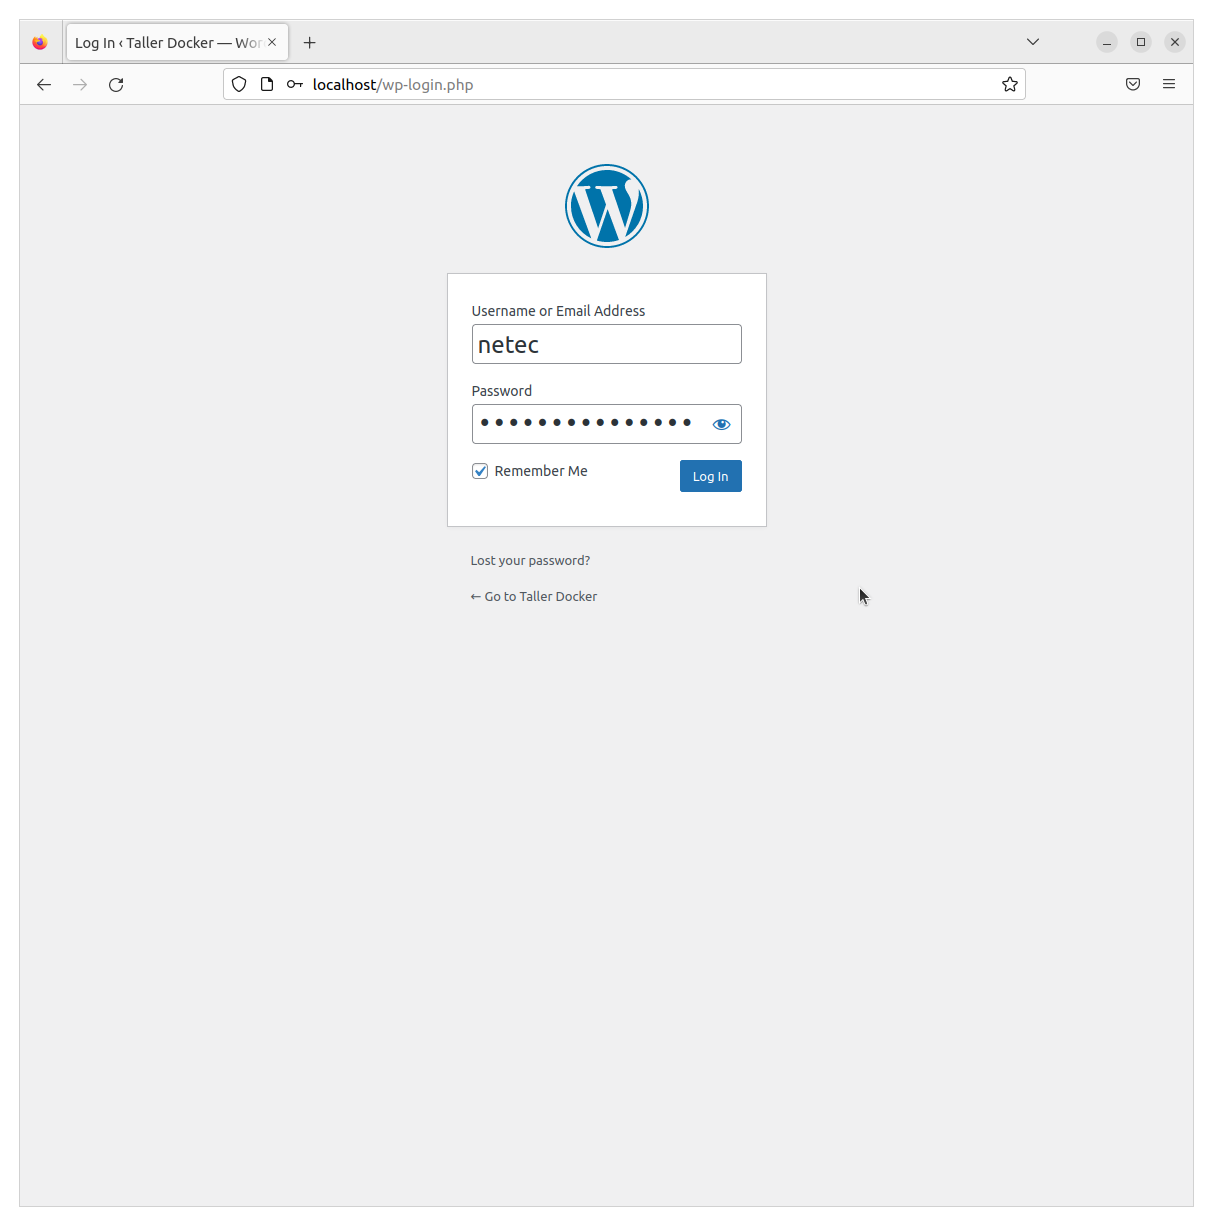 Log In ‹ Taller Docker — Wor
localhost/wp-login.php
Username or Email Address
netec
Password
Remember Me
Log In
Lost your password?
← Go to Taller Docker